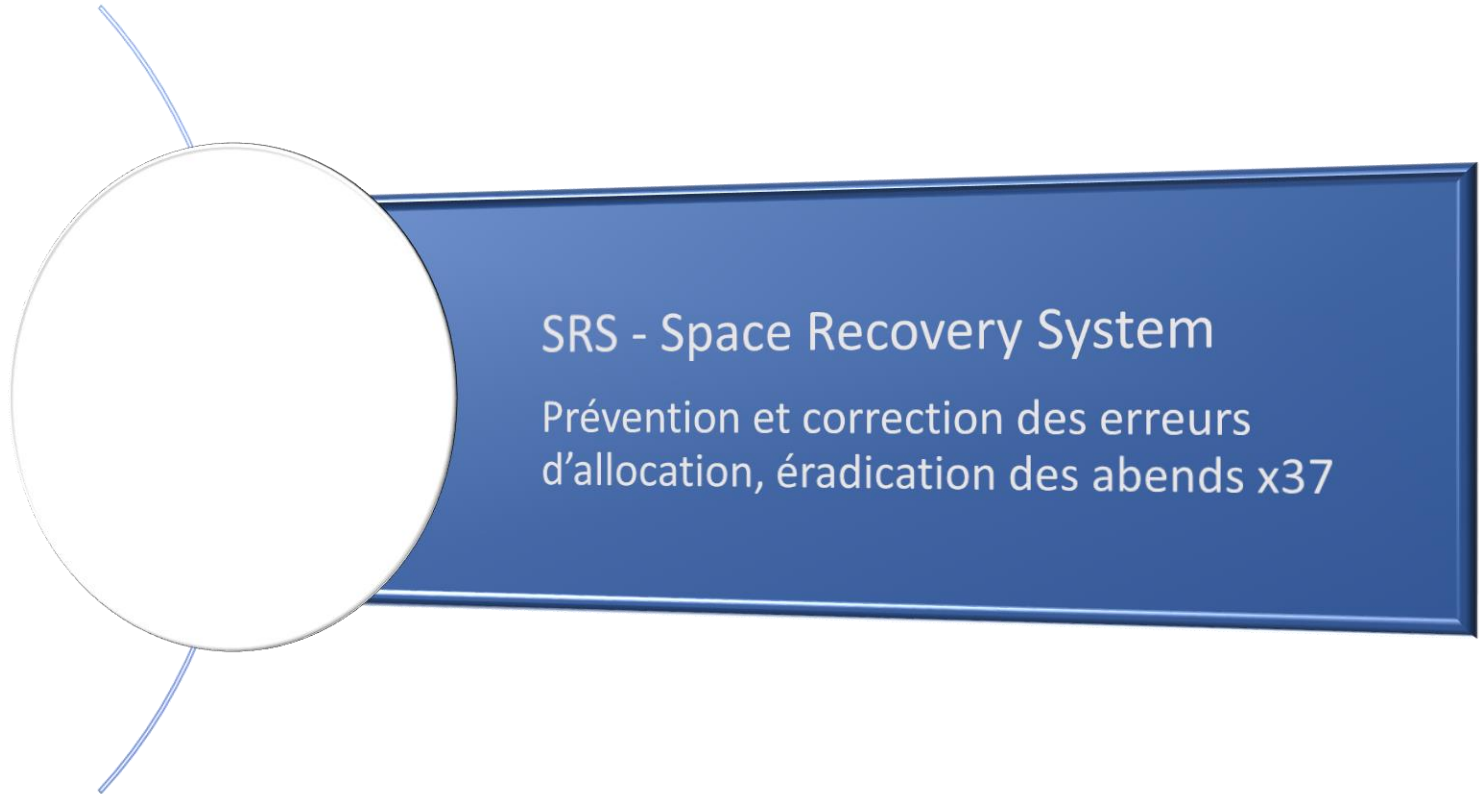 SRS - Space Recovery System
Prévention et correction des erreurs
d’allocation, éradication des abends x37